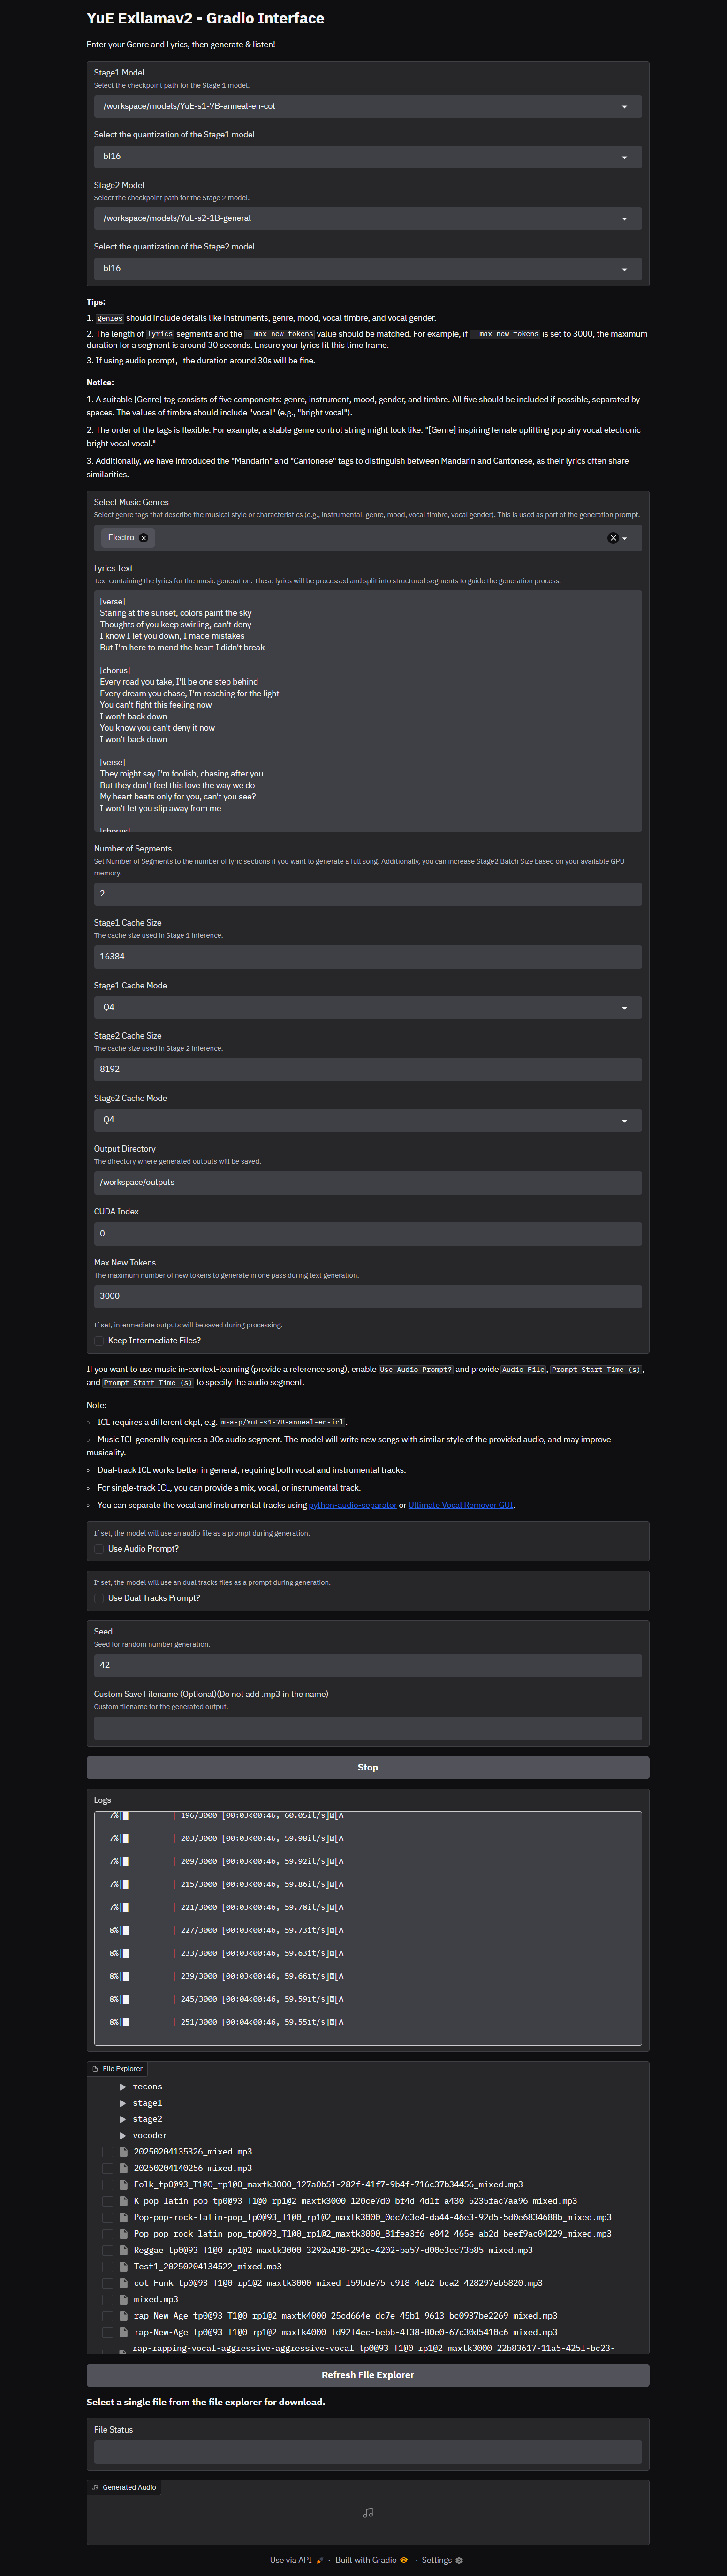 YuE Exllamav2 - Gradio Interface
Enter your Genre and Lyrics, then generate & listen!
Stage1 Model
Select the checkpoint path for the Stage 1 model.
/workspace/models/YuE-s1-7B-anneal-en-cot
Select the quantization of the Stage1 model
bf16
Stage2 Model
Select the checkpoint path for the Stage 2 model.
/workspace/models/YuE-s2-1B-general
Select the quantization of the Stage2 model
bf16
Tips:
1. genres should include details like instruments, genre, mood, vocal timbre, and vocal gender.
2. The length of lyrics segments and the --max_new_tokens value should be matched. For example, if --max_new_tokens is set to 3000, the maximum
duration for a segment is around 30 seconds. Ensure your lyrics fit this time frame.
3. If using audio prompt，the duration around 30s will be fine.
Notice:
1. A suitable [Genre] tag consists of five components: genre, instrument, mood, gender, and timbre. All five should be included if possible, separated by
spaces. The values of timbre should include "vocal" (e.g., "bright vocal").
2. The order of the tags is flexible. For example, a stable genre control string might look like: "[Genre] inspiring female uplifting pop airy vocal electronic
bright vocal vocal."
3. Additionally, we have introduced the "Mandarin" and "Cantonese" tags to distinguish between Mandarin and Cantonese, as their lyrics often share
similarities.
Select Music Genres
Select genre tags that describe the musical style or characteristics (e.g., instrumental, genre, mood, vocal timbre, vocal gender). This is used as part of the generation prompt.
Electro
Lyrics Text
Text containing the lyrics for the music generation. These lyrics will be processed and split into structured segments to guide the generation process.
[verse]
Staring at the sunset, colors paint the sky
Thoughts of you keep swirling, can't deny
I know I let you down, I made mistakes
But I'm here to mend the heart I didn't break
[chorus]
Every road you take, I'll be one step behind
Every dream you chase, I'm reaching for the light
You can't fight this feeling now
I won't back down
You know you can't deny it now
I won't back down
[verse]
They might say I'm foolish, chasing after you
But they don't feel this love the way we do
My heart beats only for you, can't you see?
I won't let you slip away from me
[chorus]
Number of Segments
Set Number of Segments to the number of lyric sections if you want to generate a full song. Additionally, you can increase Stage2 Batch Size based on your available GPU
memory.
2
Stage1 Cache Size
The cache size used in Stage 1 inference.
16384
Stage1 Cache Mode
Q4
Stage2 Cache Size
The cache size used in Stage 2 inference.
8192
Stage2 Cache Mode
Q4
Output Directory
The directory where generated outputs will be saved.
/workspace/outputs
CUDA Index
0
Max New Tokens
The maximum number of new tokens to generate in one pass during text generation.
3000
If set, intermediate outputs will be saved during processing.
Keep Intermediate Files?
If you want to use music in-context-learning (provide a reference song), enable Use Audio Prompt? and provide Audio File, Prompt Start Time (s),
and Prompt Start Time (s) to specify the audio segment.
Note:
ICL requires a different ckpt, e.g. m-a-p/YuE-s1-7B-anneal-en-icl.
Music ICL generally requires a 30s audio segment. The model will write new songs with similar style of the provided audio, and may improve
musicality.
Dual-track ICL works better in general, requiring both vocal and instrumental tracks.
For single-track ICL, you can provide a mix, vocal, or instrumental track.
You can separate the vocal and instrumental tracks using python-audio-separator or Ultimate Vocal Remover GUI.
If set, the model will use an audio file as a prompt during generation.
Use Audio Prompt?
If set, the model will use an dual tracks files as a prompt during generation.
Use Dual Tracks Prompt?
Seed
Seed for random number generation.
42
Custom Save Filename (Optional)(Do not add .mp3 in the name)
Custom filename for the generated output.
Stop
Logs
7%| | 196/3000 [00:03<00:46, 60.05it/s][A
7%| | 203/3000 [00:03<00:46, 59.98it/s][A
7%| | 209/3000 [00:03<00:46, 59.92it/s][A
7%| | 215/3000 [00:03<00:46, 59.86it/s][A
7%| | 221/3000 [00:03<00:46, 59.78it/s][A
8%| | 227/3000 [00:03<00:46, 59.73it/s][A
8%| | 233/3000 [00:03<00:46, 59.63it/s][A
8%| | 239/3000 [00:03<00:46, 59.66it/s][A
8%| | 245/3000 [00:04<00:46, 59.59it/s][A
8%| | 251/3000 [00:04<00:46, 59.55it/s][A
File Explorer
recons
stage1
stage2
vocoder
20250204135326_mixed.mp3
20250204140256_mixed.mp3
Folk_tp0@93_T1@0_rp1@0_maxtk3000_127a0b51-282f-41f7-9b4f-716c37b34456_mixed.mp3
K-pop-latin-pop_tp0@93_T1@0_rp1@2_maxtk3000_120ce7d0-bf4d-4d1f-a430-5235fac7aa96_mixed.mp3
Pop-pop-rock-latin-pop_tp0@93_T1@0_rp1@2_maxtk3000_0dc7e3e4-da44-46e3-92d5-5d0e6834688b_mixed.mp3
Pop-pop-rock-latin-pop_tp0@93_T1@0_rp1@2_maxtk3000_81fea3f6-e042-465e-ab2d-beef9ac04229_mixed.mp3
Reggae_tp0@93_T1@0_rp1@2_maxtk3000_3292a430-291c-4202-ba57-d00e3cc73b85_mixed.mp3
Test1_20250204134522_mixed.mp3
cot_Funk_tp0@93_T1@0_rp1@2_maxtk3000_mixed_f59bde75-c9f8-4eb2-bca2-428297eb5820.mp3
mixed.mp3
rap-New-Age_tp0@93_T1@0_rp1@2_maxtk4000_25cd664e-dc7e-45b1-9613-bc0937be2269_mixed.mp3
rap-New-Age_tp0@93_T1@0_rp1@2_maxtk4000_fd92f4ec-bebb-4f38-80e0-67c30d5410c6_mixed.mp3
rap-rapping-vocal-aggressive-aggressive-vocal_tp0@93_T1@0_rp1@2_maxtk3000_22b83617-11a5-425f-bc23-
Refresh File Explorer
Select a single file from the file explorer for download.
File Status
Generated Audio
Use via API · Built with Gradio · Settings